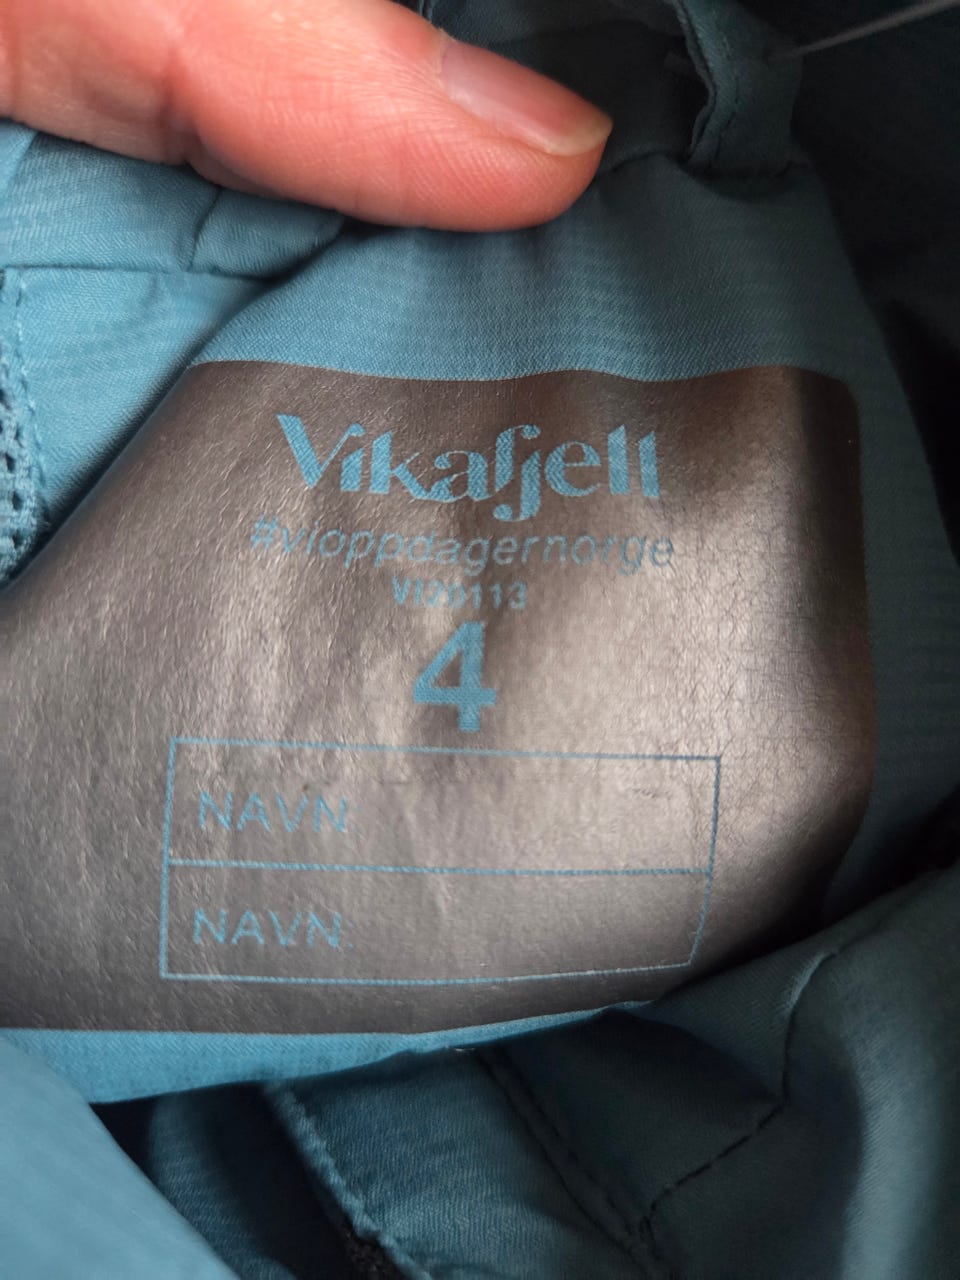 Vikafjell
#vioppdagernorge
VI20113
4
NAVN:
NAVN: